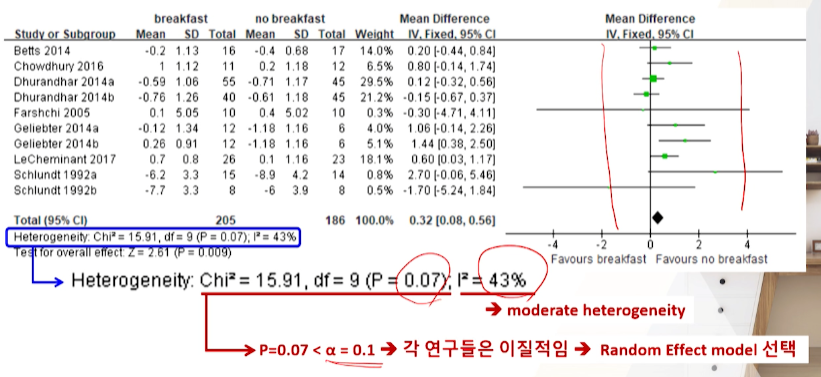 breakfast no breakfast Mean Difference Mean Difference
Study or Subgroup Mean SD Total Mean SD Total Weight IV, Fixed, 95% CI IV, Fixed, 95% CI
Betts 2014 -0.2 1.13 16 -0.4 0.68 17 14.0% 0.20 [-0.44, 0.84]
Chowdhury 2016 1 1.12 11 0.2 1.18 12 6.5% 0.80 [-0.14, 1.74]
Dhurandhar 2014a -0.59 1.06 55 -0.71 1.17 45 29.5% 0.12 [-0.32, 0.56]
Dhurandhar 2014b -0.76 1.26 40 -0.61 1.18 45 21.2% -0.15 [-0.67, 0.37]
Farshchi 2005 0.1 5.05 10 0.4 5.02 10 0.3% -0.30 [-4.71, 4.11]
Geliebter 2014a -0.12 1.34 12 -1.18 1.16 6 4.0% 1.06 [-0.14, 2.26]
Geliebter 2014b 0.26 0.91 12 -1.18 1.16 6 5.1% 1.44 [0.38, 2.50]
LeCheminant 2017 0.7 0.8 26 0.1 1.16 23 18.1% 0.60 [0.03, 1.17]
Schlundt 1992a -6.2 3.3 15 -8.9 4.2 14 0.8% 2.70 [-0.06, 5.46]
Schlundt 1992b -7.7 3.3 8 -6 3.9 8 0.5% -1.70 [-5.24, 1.84]
Total (95% CI) 205 186 100.0% 0.32 [0.08, 0.56]
Heterogeneity: Chi² = 15.91, df = 9 (P = 0.07); I² = 43%
Test for overall effect: Z = 2.61 (P = 0.009)
-4 -2 0 2 4
Favours breakfast Favours no breakfast
Heterogeneity: Chi² = 15.91, df = 9 (P = 0.07); I² = 43%
➔ moderate heterogeneity
P=0.07 < α = 0.1 ➔ 각 연구들은 이질적임 ➔ Random Effect model 선택